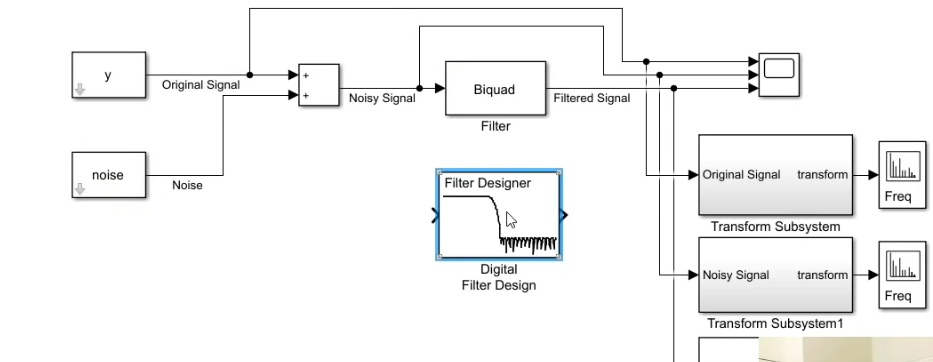 y
Original Signal
+
+
Noisy Signal
Biquad
Filter
Filtered Signal
noise
Noise
Filter Designer
Digital
Filter Design
Original Signal transform
Transform Subsystem
Freq
Noisy Signal transform
Transform Subsystem1
Freq